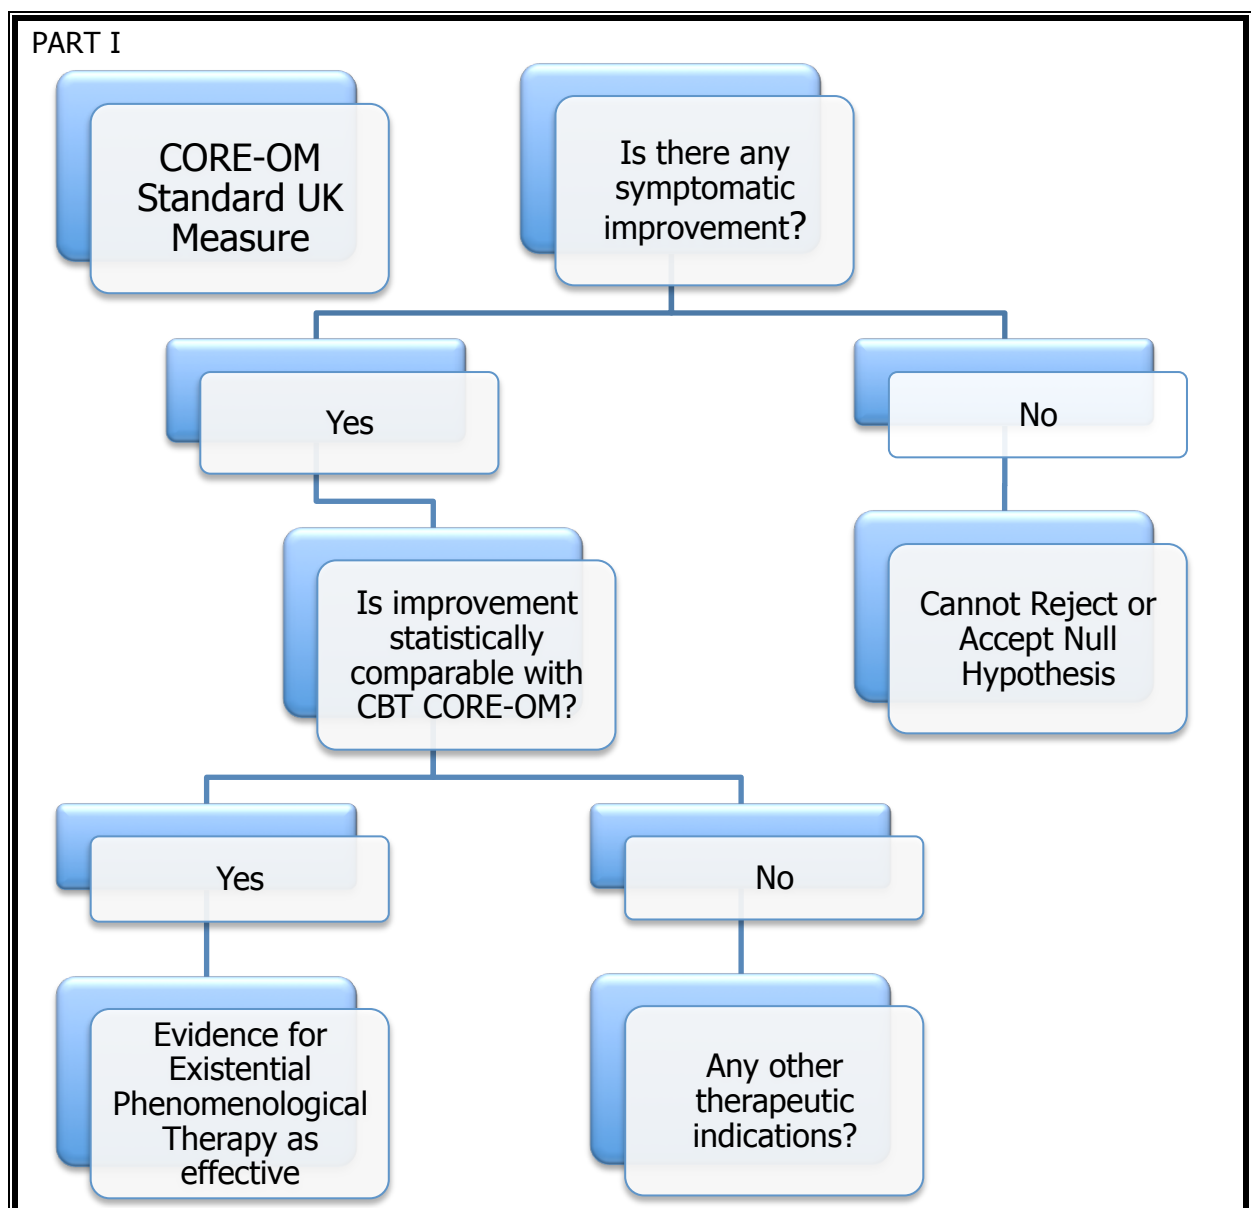 PART I
CORE-OM
Standard UK
Measure
Is there any
symptomatic
improvement?
Yes
No
Is improvement
statistically
comparable with
CBT CORE-OM?
Cannot Reject or
Accept Null
Hypothesis
Yes
No
Evidence for
Existential
Phenomenological
Therapy as
effective
Any other
therapeutic
indications?